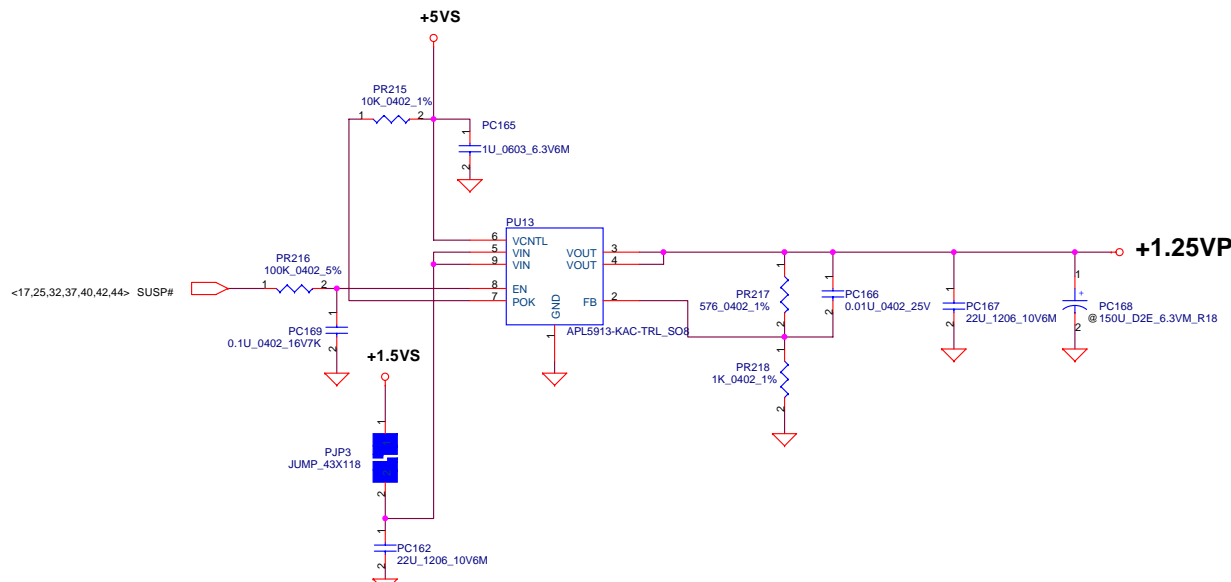 +5VS
PR215
10K_0402_1%
1 2
PC165
1U_0603_6.3V6M
1
2
PU13
6 VCNTL
5 VIN
9 VIN
8 EN
7 POK
VOUT 3
VOUT 4
FB 2
GND
1
APL5913-KAC-TRL_SO8
+1.25VP
<17,25,32,37,40,42,44> SUSP#
PR216
100K_0402_5%
1 2
PC169
0.1U_0402_16V7K
1
2
PR217
576_0402_1%
1
2
PC166
0.01U_0402_25V
1
2
PC167
22U_1206_10V6M
1
2
PC168
@150U_D2E_6.3VM_R18
1
+
2
PR218
1K_0402_1%
1
2
+1.5VS
PJP3
JUMP_43X118
1
1
2
2
PC162
22U_1206_10V6M
1
2